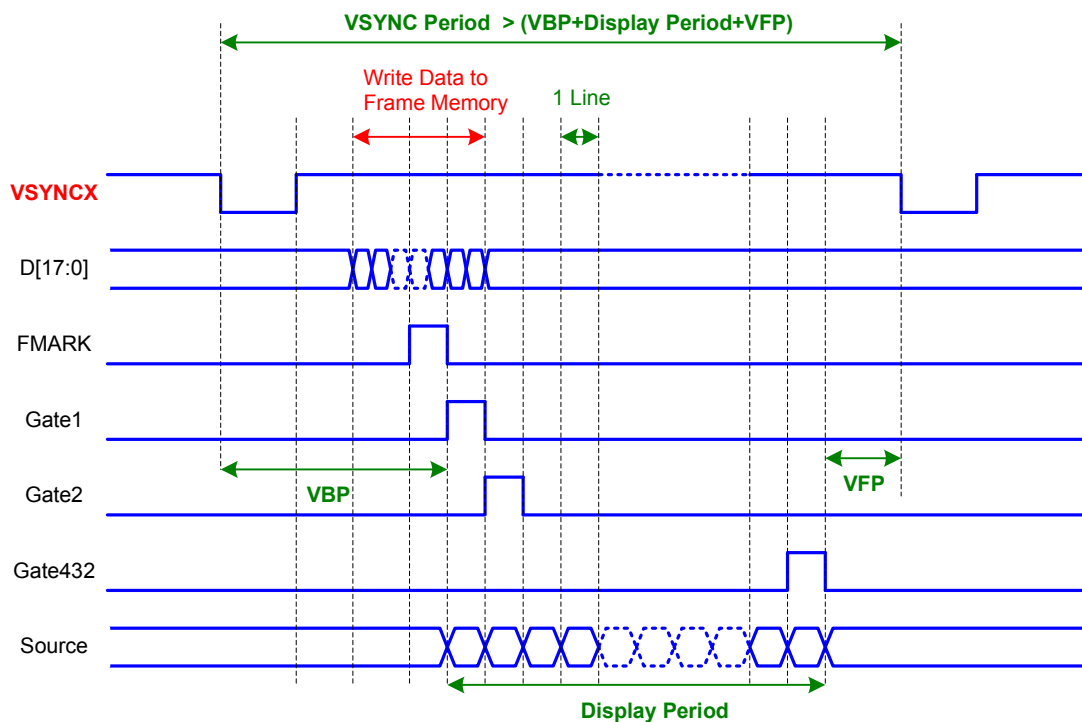 VSYNC Period > (VBP+Display Period+VFP)
Write Data to
Frame Memory
1 Line
VSYNCX
D[17:0]
FMARK
Gate1
VBP
VFP
Gate2
Gate432
Source
Display Period